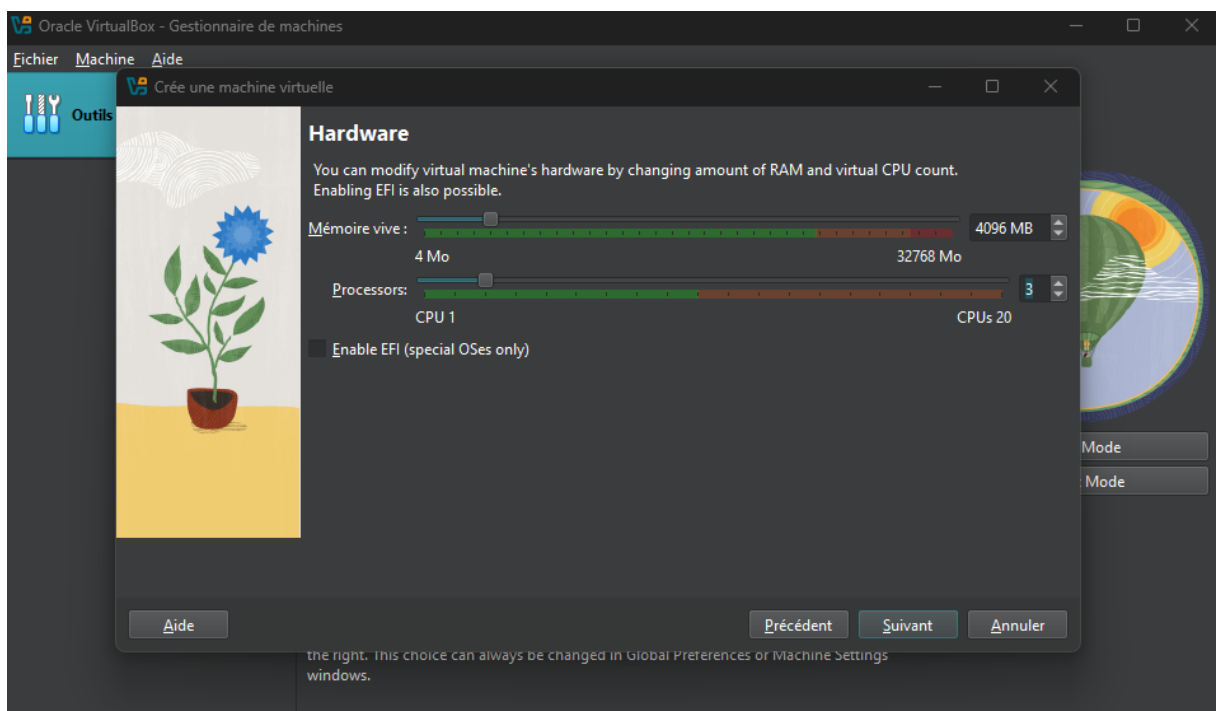 Oracle VirtualBox - Gestionnaire de machines
Fichier Machine Aide
Crée une machine virtuelle
Outils
Hardware
You can modify virtual machine's hardware by changing amount of RAM and virtual CPU count.
Enabling EFI is also possible.
Mémoire vive : 4096 MB
4 Mo 32768 Mo
Processors: 3
CPU 1 CPUs 20
Enable EFI (special OSes only)
Mode
Mode
Aide Précédent Suivant Annuler
the right. This choice can always be changed in Global Preferences or Machine Settings
windows.